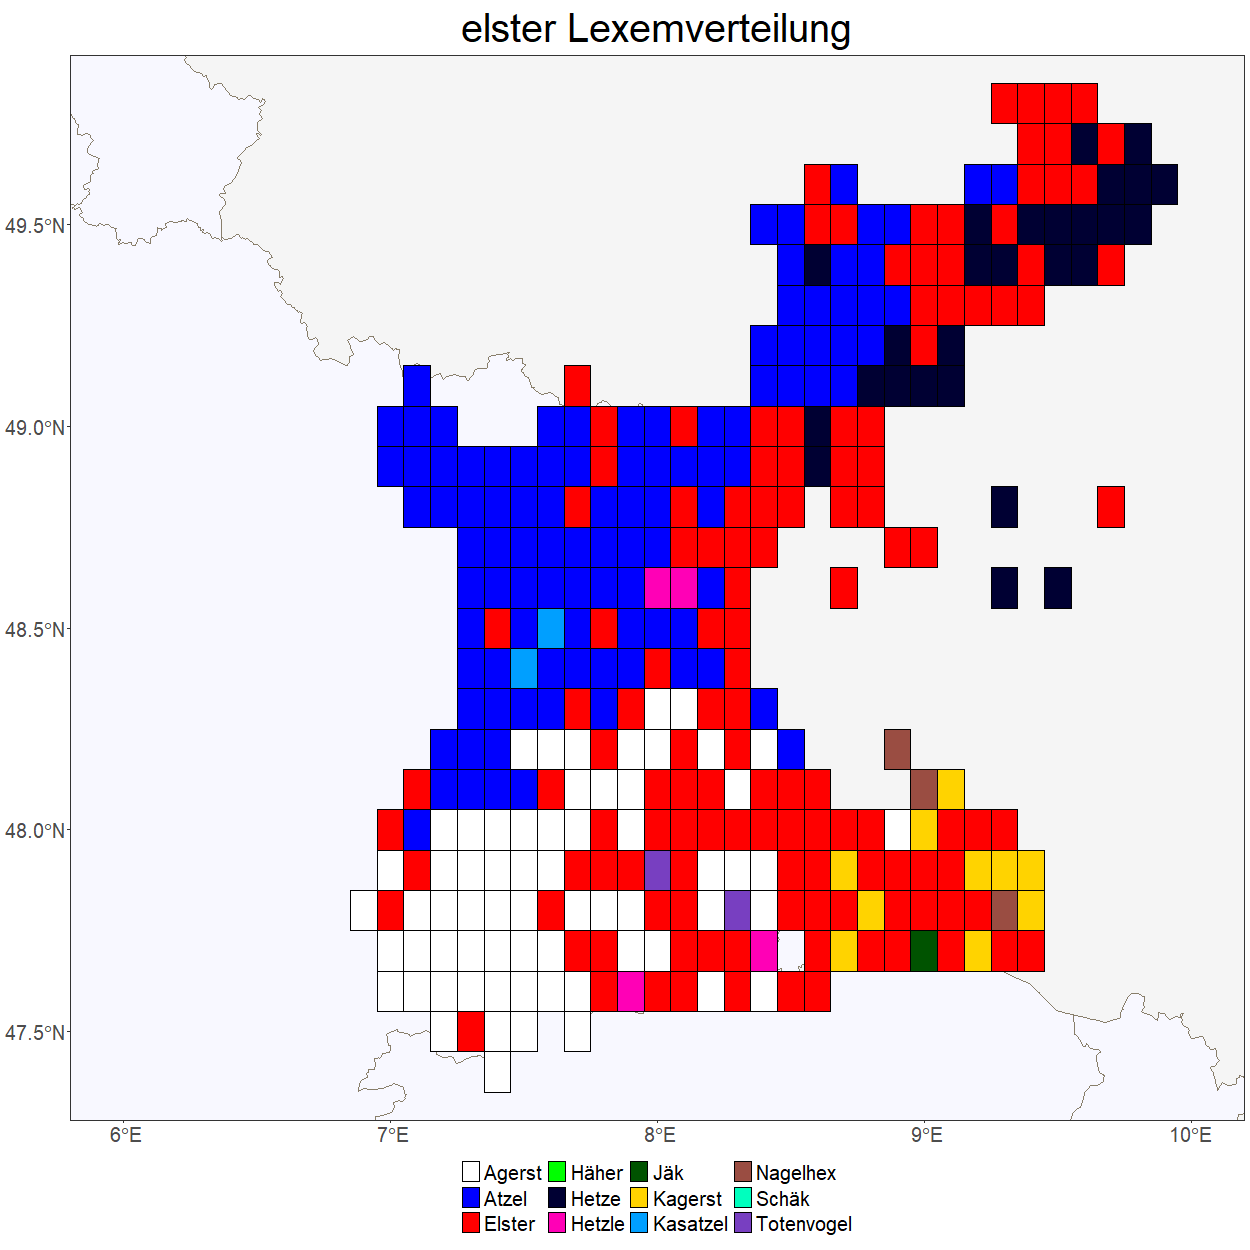 elster Lexemverteilung
49.5°N
49.0°N
48.5°N
48.0°N
47.5°N
6°E 7°E 8°E 9°E 10°E
Agerst Häher Jäk Nagelhex
Atzel Hetze Kagerst Schäk
Elster Hetzle Kasatzel Totenvogel